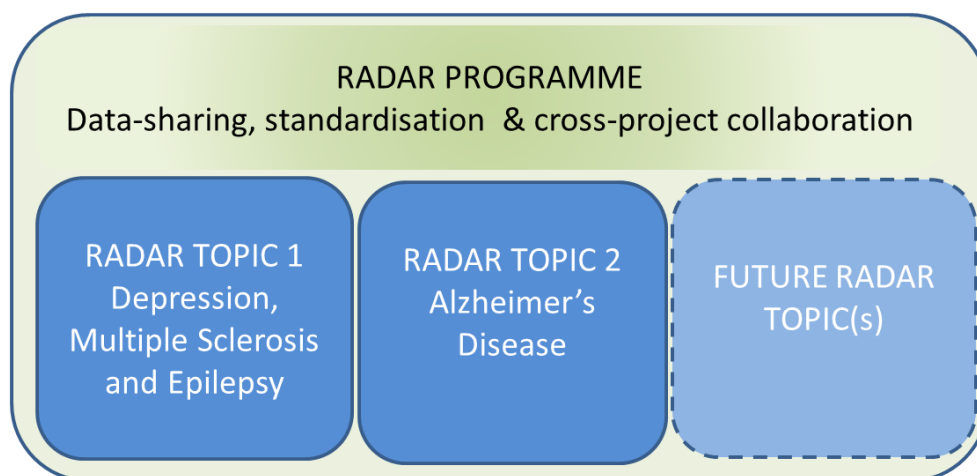 RADAR PROGRAMME
Data-sharing, standardisation & cross-project collaboration
RADAR TOPIC 1
Depression,
Multiple Sclerosis
and Epilepsy
RADAR TOPIC 2
Alzheimer’s
Disease
FUTURE RADAR
TOPIC(s)